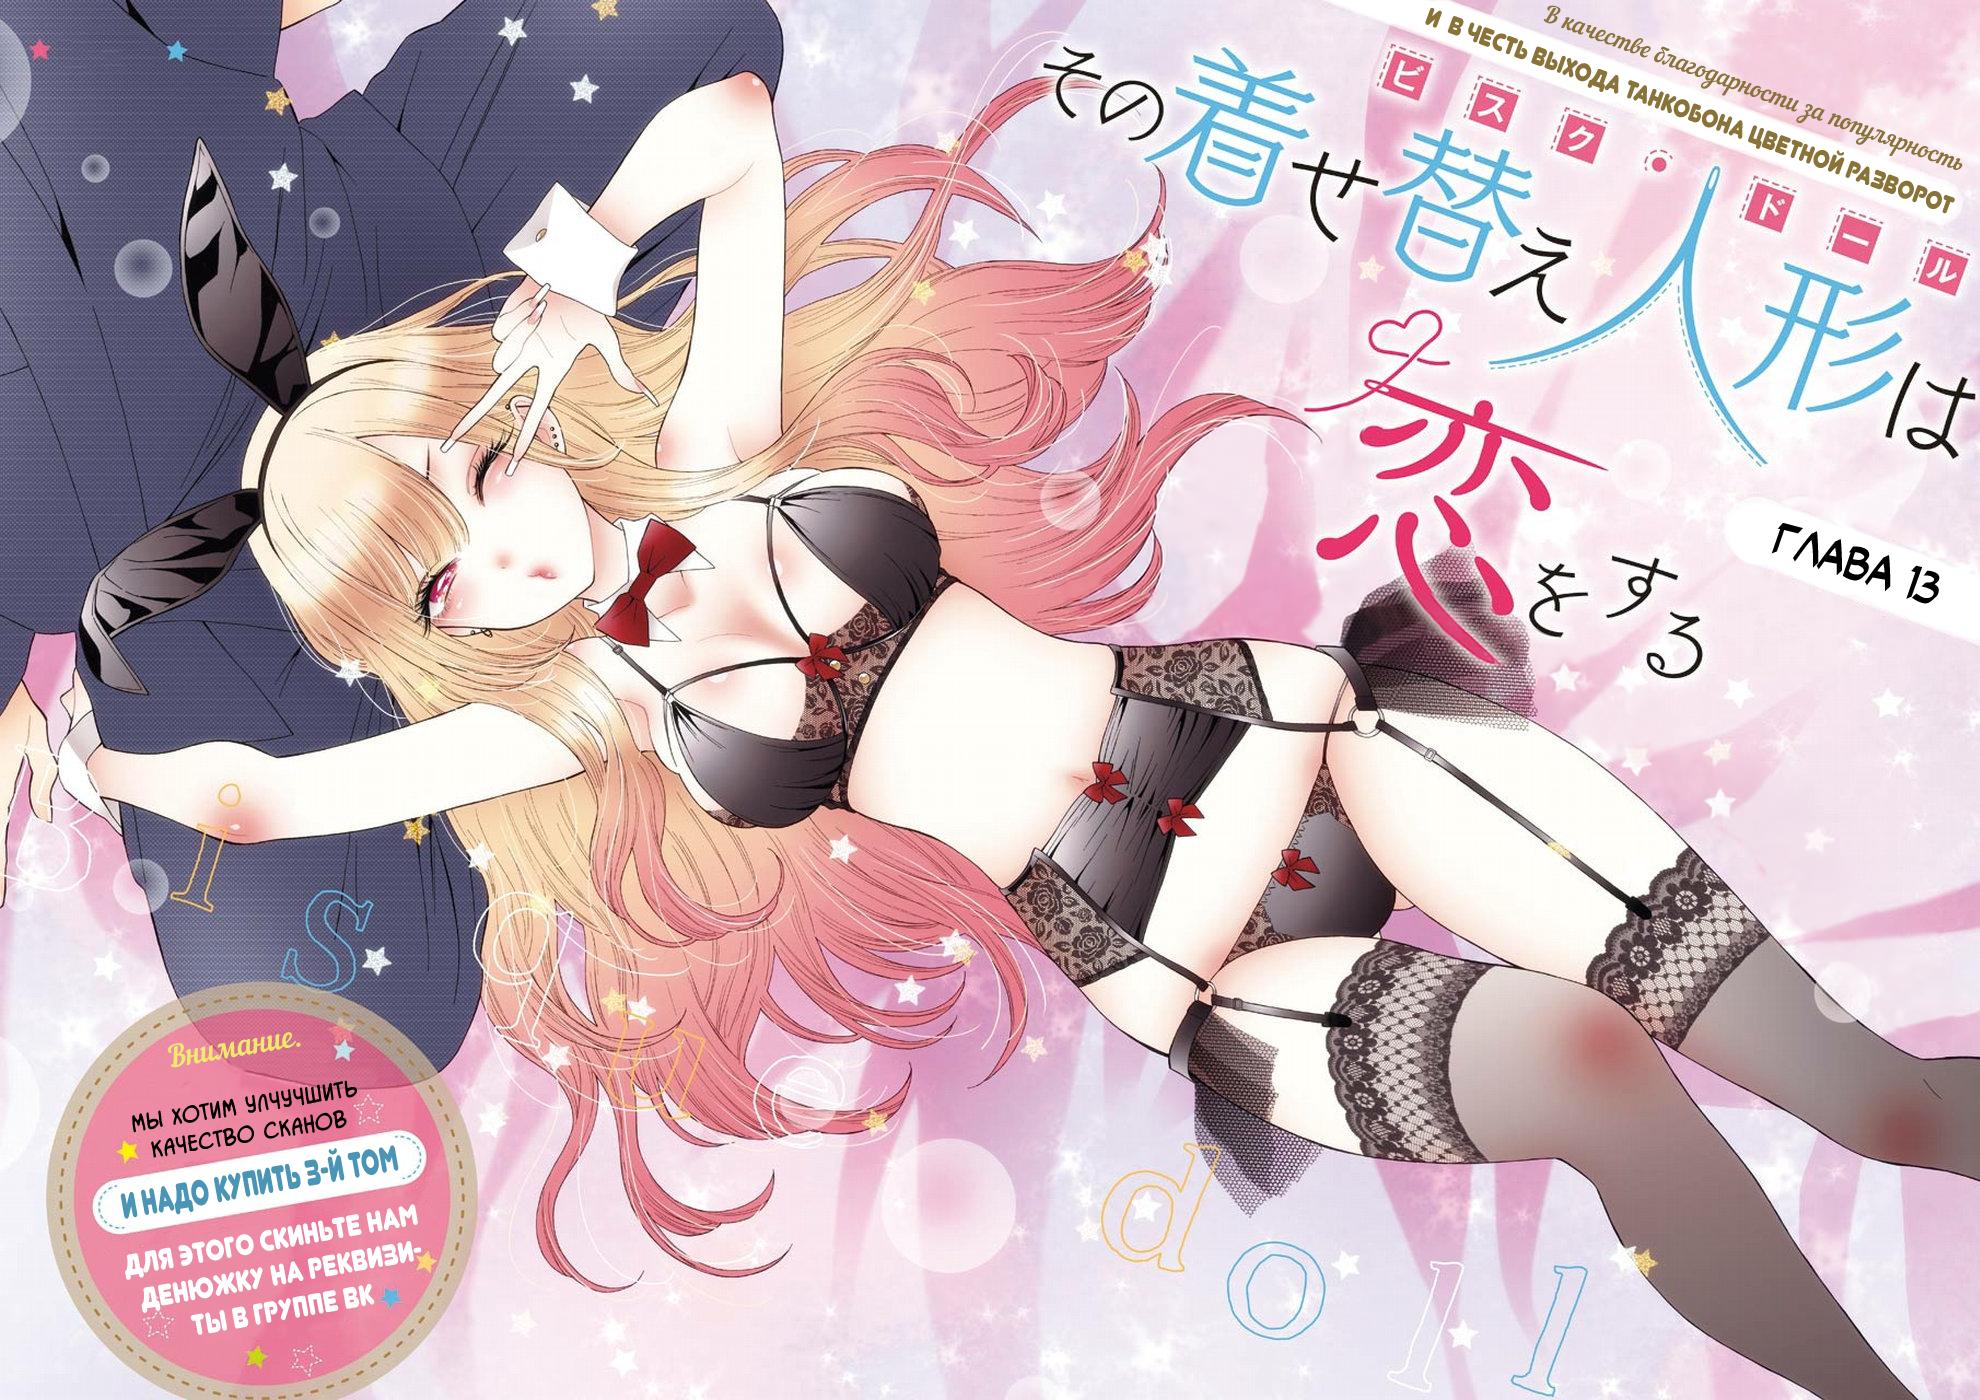 В качестве благодарности за популярность
И В ЧЕСТЬ ВЫХОДА ТАНКОБОНА ЦВЕТНОЙ РАЗВОРОТ
ビスク・ドール
その着せ替え人形は
恋をする
ГЛАВА 13
Bisque
doll
Внимание.
МЫ ХОТИМ УЛЧУЧШИТЬ
КАЧЕСТВО СКАНОВ
И НАДО КУПИТЬ 3-Й ТОМ
ДЛЯ ЭТОГО СКИНЬТЕ НАМ
ДЕНЮЖКУ НА РЕКВИЗИ-
ТЫ В ГРУППЕ ВК